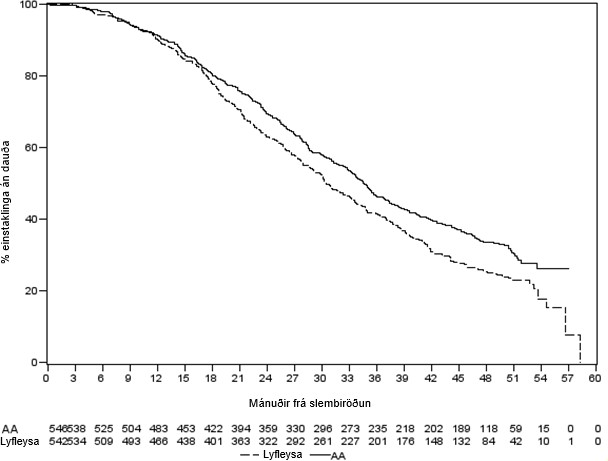 100
80
60
40
20
0
% einstaklinga án dauða
0 3 6 9 12 15 18 21 24 27 30 33 36 39 42 45 48 51 54 57 60
Mánuðir frá slembiröðun
AA 546 538 525 504 483 453 422 394 359 330 296 273 235 218 202 189 118 59 15 0 0
Lyfleysa 542 534 509 493 466 438 401 363 322 292 261 227 201 176 148 132 84 42 10 1 0
Lyfleysa AA